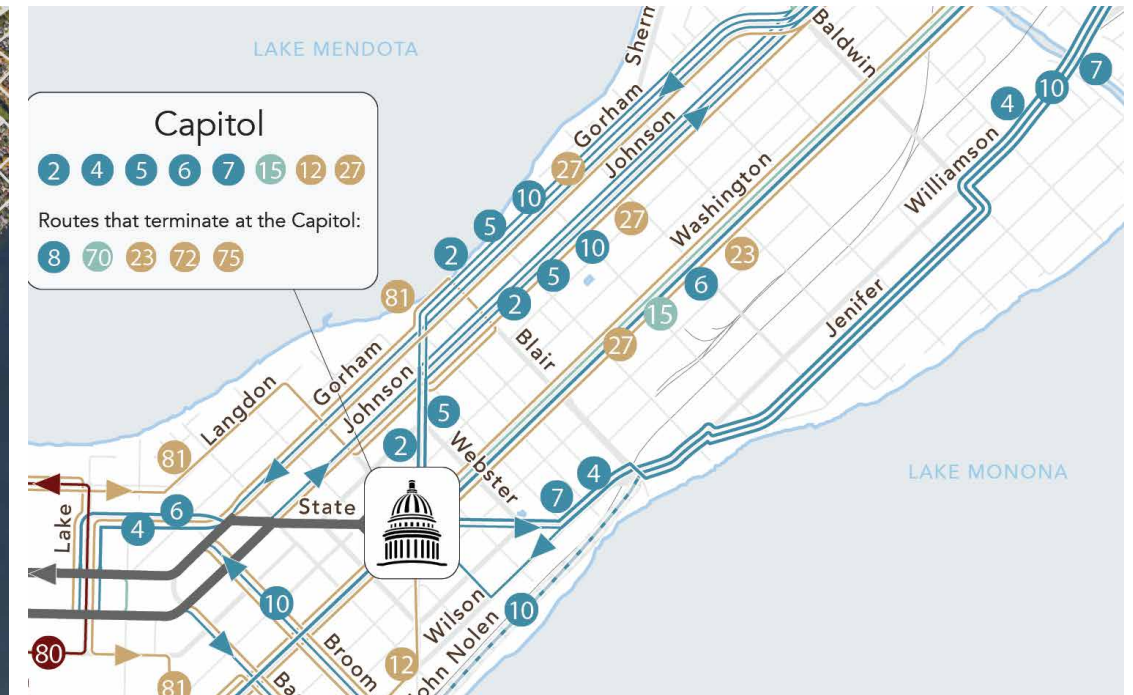 LAKE MENDOTA
Sherm
Baldwin
7
10
4
Gorham
Johnson
27
Washington
Williamson
Capitol
2 4 5 6 7 15 12 27
Routes that terminate at the Capitol:
8 70 23 72 75
10
5
2
27
10
5
2
23
6
15
27
81
Jenifer
Blair
Gorham
Johnson
Langdon
5
2
Webster
81
4
7
LAKE MONONA
State
6
4
Lake
10
10
Wilson
John Nolen
Broom
12
80
81
Ba